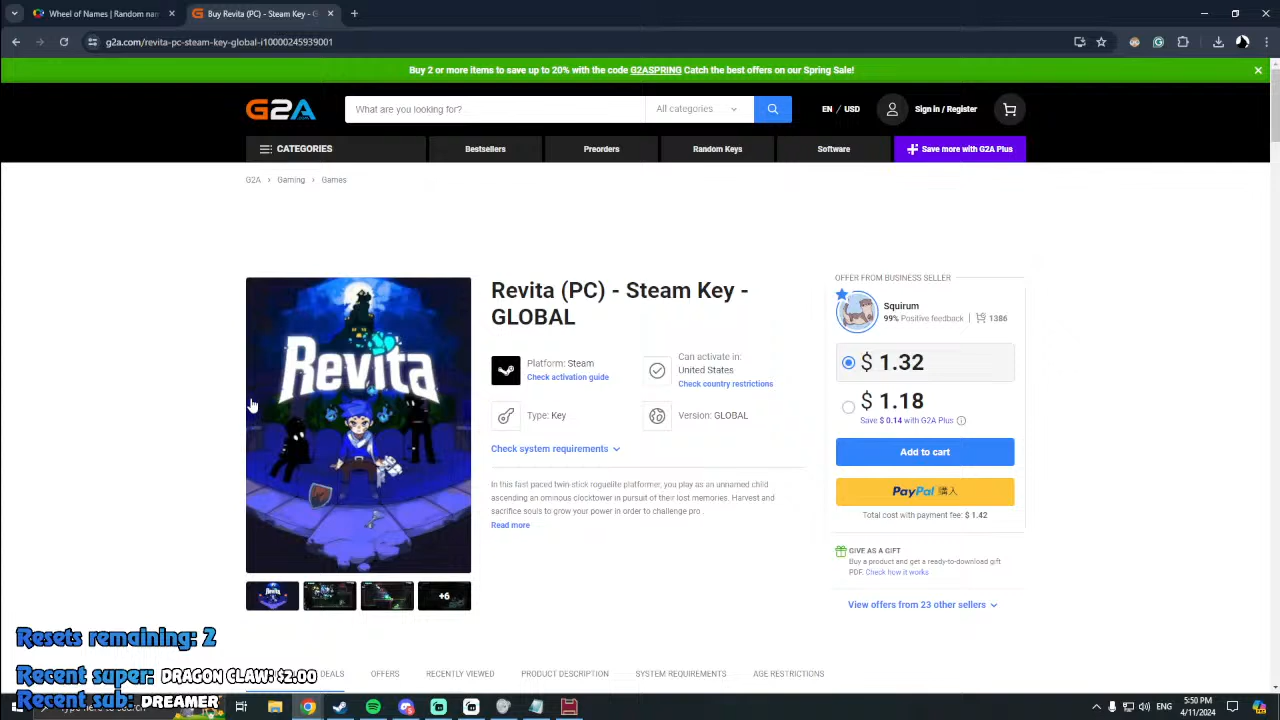 Wheel of Names | Random nam
Buy Revita (PC) - Steam Key - G
g2a.com/revita-pc-steam-key-global-i10000245939001
Buy 2 or more items to save up to 20% with the code G2ASPRING Catch the best offers on our Spring Sale!
G2A.COM
What are you looking for?
All categories
EN / USD
Sign in / Register
CATEGORIES
Bestsellers
Preorders
Random Keys
Software
Save more with G2A Plus
G2A > Gaming > Games
Revita
Revita (PC) - Steam Key -
GLOBAL
Platform: Steam
Check activation guide
Can activate in:
United States
Check country restrictions
Type: Key
Version: GLOBAL
Check system requirements
In this fast paced twin-stick roguelite platformer, you play as an unnamed child
ascending an ominous clocktower in pursuit of their lost memories. Harvest and
sacrifice souls to grow your power in order to challenge pro .
Read more
OFFER FROM BUSINESS SELLER
Squirum
99% Positive feedback | 1386
$ 1.32
$ 1.18
Save $ 0.14 with G2A Plus
Add to cart
PayPal 購入
Total cost with payment fee: $ 1.42
GIVE AS A GIFT
Buy a product and get a ready-to-download gift
PDF. Check how it works
View offers from 23 other sellers
Revita
+6
Resets remaining: 2
DEALS
OFFERS
RECENTLY VIEWED
PRODUCT DESCRIPTION
SYSTEM REQUIREMENTS
AGE RESTRICTIONS
Recent super: DRAGON CLAW: $2.00
Recent sub: DREAMER
5:50 PM
4/11/2024